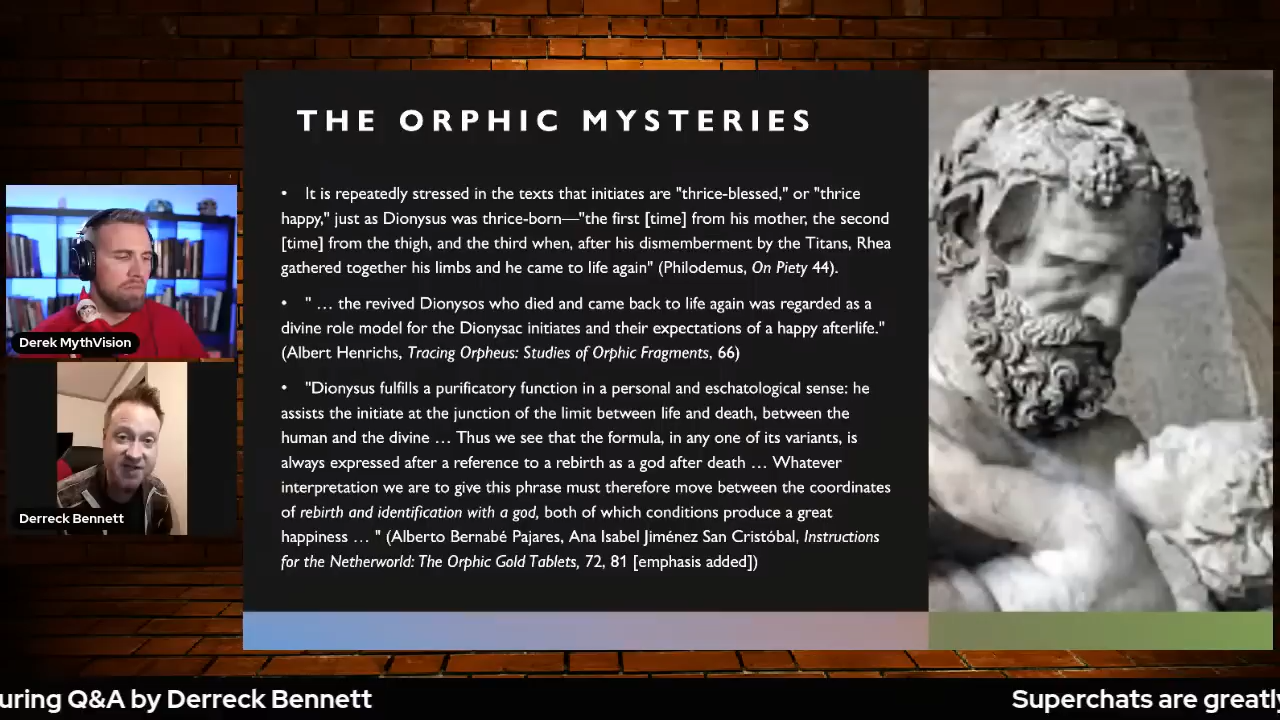 THE ORPHIC MYSTERIES
• It is repeatedly stressed in the texts that initiates are "thrice-blessed," or "thrice
happy," just as Dionysus was thrice-born—"the first [time] from his mother, the second
[time] from the thigh, and the third when, after his dismemberment by the Titans, Rhea
gathered together his limbs and he came to life again" (Philodemus, On Piety 44).
• " … the revived Dionysos who died and came back to life again was regarded as a
divine role model for the Dionysac initiates and their expectations of a happy afterlife."
(Albert Henrichs, Tracing Orpheus: Studies of Orphic Fragments, 66)
• "Dionysus fulfills a purificatory function in a personal and eschatological sense: he
assists the initiate at the junction of the limit between life and death, between the
human and the divine … Thus we see that the formula, in any one of its variants, is
always expressed after a reference to a rebirth as a god after death … Whatever
interpretation we are to give this phrase must therefore move between the coordinates
of rebirth and identification with a god, both of which conditions produce a great
happiness … " (Alberto Bernabé Pajares, Ana Isabel Jiménez San Cristóbal, Instructions
for the Netherworld: The Orphic Gold Tablets, 72, 81 [emphasis added])
Derek MythVision
Derreck Bennett
uring Q&A by Derreck Bennett
Superchats are greatly